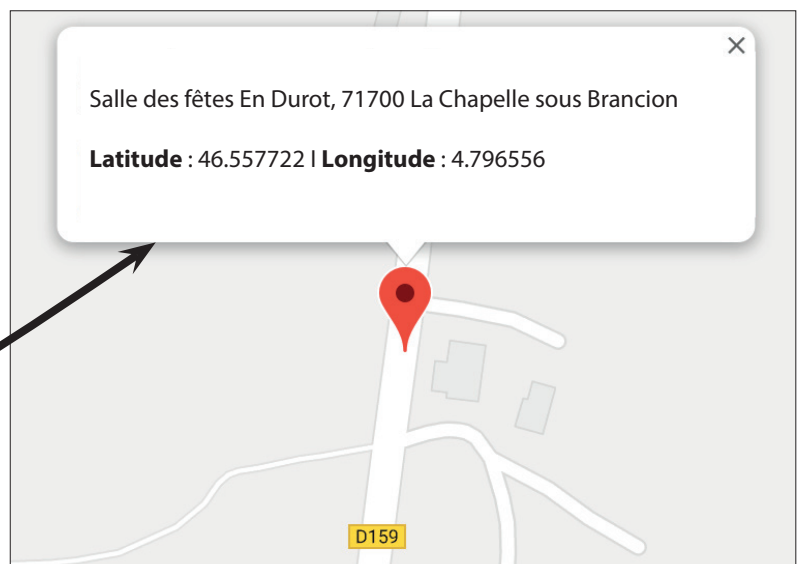 Salle des fêtes En Durot, 71700 La Chapelle sous Brancion
Latitude : 46.557722 I Longitude : 4.796556
D159